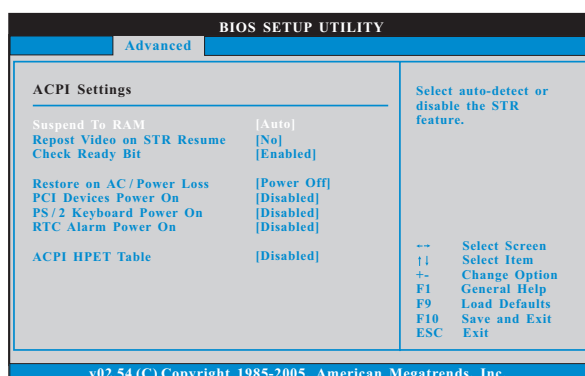 BIOS SETUP UTILITY
Advanced
ACPI Settings
Suspend To RAM [Auto]
Repost Video on STR Resume [No]
Check Ready Bit [Enabled]
Restore on AC / Power Loss [Power Off]
PCI Devices Power On [Disabled]
PS / 2 Keyboard Power On [Disabled]
RTC Alarm Power On [Disabled]
ACPI HPET Table [Disabled]
Select auto-detect or
disable the STR
feature.
←→ Select Screen
↑↓ Select Item
+- Change Option
F1 General Help
F9 Load Defaults
F10 Save and Exit
ESC Exit
v02.54 (C) Copyright 1985-2005, American Megatrends, Inc.